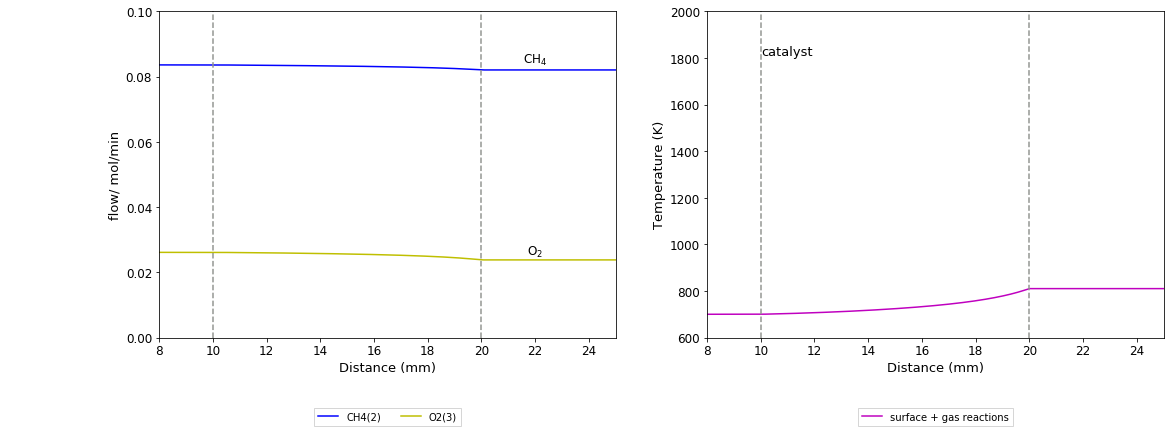 0.10
0.08
0.06
0.04
0.02
0.00
flow/ mol/min
CH₄
O₂
8 10 12 14 16 18 20 22 24
Distance (mm)
CH4(2) O2(3)
2000
1800
1600
1400
1200
1000
800
600
Temperature (K)
catalyst
8 10 12 14 16 18 20 22 24
Distance (mm)
surface + gas reactions